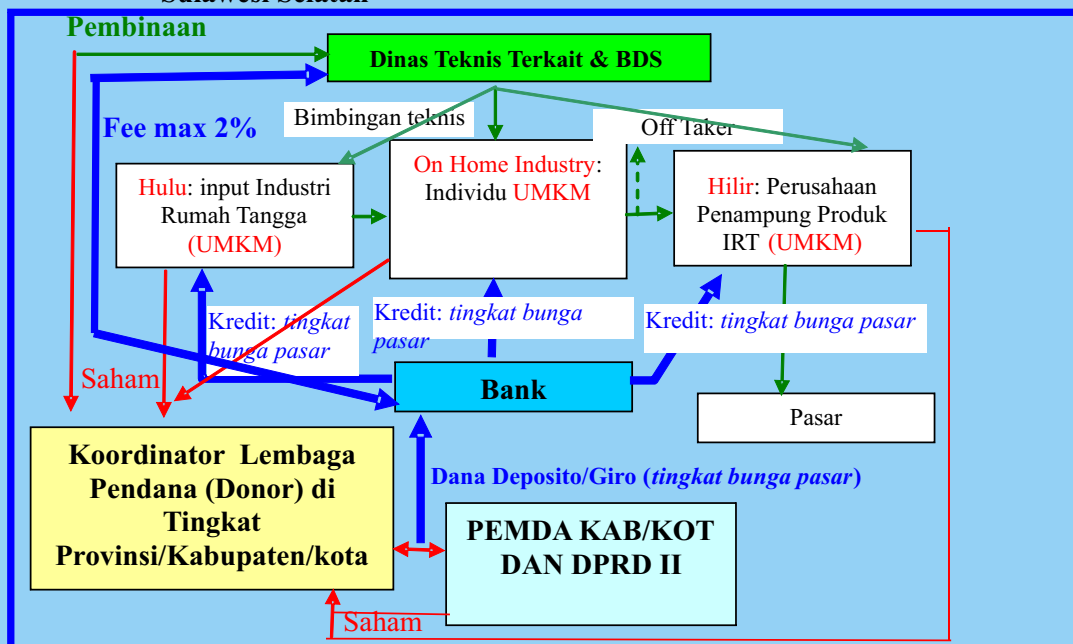 Sulawesi Selatan
Pembinaan
Dinas Teknis Terkait & BDS
Fee max 2%
Bimbingan teknis
Off Taker
Hulu: input Industri
Rumah Tangga
(UMKM)
On Home Industry:
Individu UMKM
Hilir: Perusahaan
Penampung Produk
IRT (UMKM)
Kredit: tingkat
bunga pasar
Kredit: tingkat bunga
pasar
Kredit: tingkat bunga pasar
Saham
Bank
Pasar
Koordinator Lembaga
Pendana (Donor) di
Tingkat
Provinsi/Kabupaten/kota
Dana Deposito/Giro (tingkat bunga pasar)
PEMDA KAB/KOT
DAN DPRD II
Saham